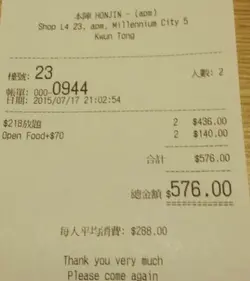 本陣 HONJIN - (apm)
Shop L4 23, apm, Millennium City 5
Kwun Tong
檯號: 23 人數: 2
帳單: 000-0944
日期: 2015/07/17 21:02:54
$218放題 2 $436.00
Open Food+$70 2 $140.00
合計 $576.00
總金額 $576.00
每人平均消費: $288.00
Thank you very much
Please come again